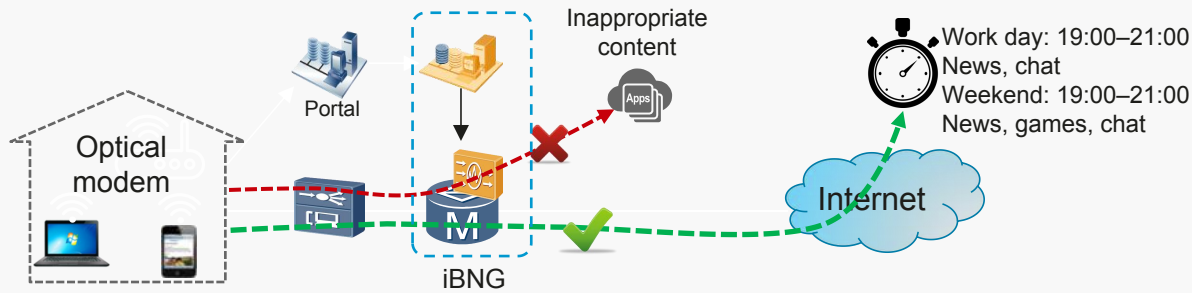 Inappropriate
content
Apps
Work day: 19:00–21:00
News, chat
Weekend: 19:00–21:00
News, games, chat
Portal
Optical
modem
Internet
M
iBNG